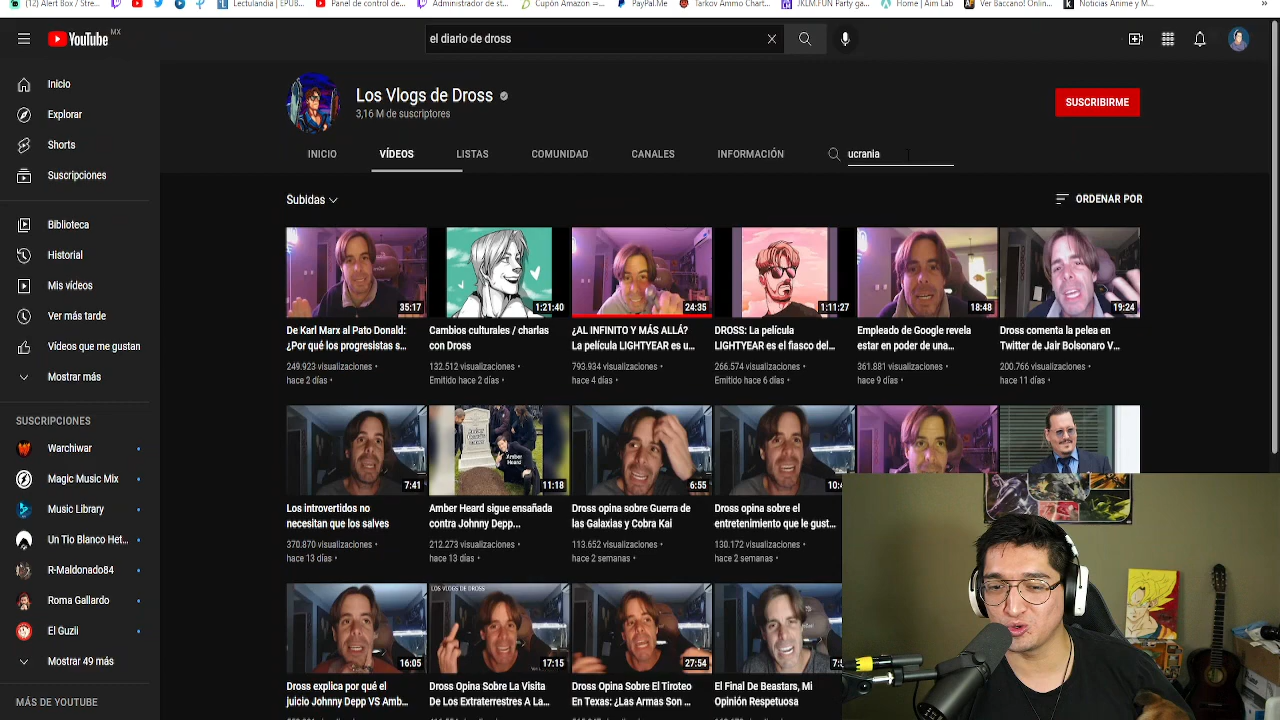 (12) Alert Box / Strea...
Lectulandia | EPUB...
Panel de control de...
Administrador de st...
Cupón Amazon =>...
PayPal.Me
Tarkov Ammo Chart...
JKLM.FUN Party ga...
Home | Aim Lab
Ver Baccano! Onlin...
Noticias Anime y M...
YouTube MX
el diario de dross
Inicio
Explorar
Shorts
Suscripciones
Biblioteca
Historial
Mis vídeos
Ver más tarde
Vídeos que me gustan
Mostrar más
SUSCRIPCIONES
Warchiwar
Magic Music Mix
Music Library
Un Tío Blanco Het...
R-Maldonado84
Roma Gallardo
El Guzii
Mostrar 49 más
MÁS DE YOUTUBE
Los Vlogs de Dross
3,16 M de suscriptores
SUSCRIBIRME
INICIO
VÍDEOS
LISTAS
COMUNIDAD
CANALES
INFORMACIÓN
ucrania
Subidas
ORDENAR POR
35:17
De Karl Marx al Pato Donald:
¿Por qué los progresistas s...
249.923 visualizaciones •
hace 2 días •
1:21:40
Cambios culturales / charlas
con Dross
132.512 visualizaciones •
Emitido hace 2 días •
24:35
¿AL INFINITO Y MÁS ALLÁ?
La película LIGHTYEAR es u...
793.934 visualizaciones •
hace 4 días •
1:11:27
DROSS: La película
LIGHTYEAR es el fiasco del...
266.574 visualizaciones •
Emitido hace 6 días •
18:48
Empleado de Google revela
estar en poder de una...
361.881 visualizaciones •
hace 9 días •
19:24
Dross comenta la pelea en
Twitter de Jair Bolsonaro V...
200.766 visualizaciones •
hace 11 días •
7:41
Los introvertidos no
necesitan que los salves
370.870 visualizaciones •
hace 13 días •
Amber
Heard
11:18
Amber Heard sigue ensañada
contra Johnny Depp...
212.273 visualizaciones •
hace 13 días •
6:55
Dross opina sobre Guerra de
las Galaxias y Cobra Kai
113.652 visualizaciones •
hace 2 semanas •
10:4
Dross opina sobre el
entretenimiento que le gust...
130.172 visualizaciones •
hace 2 semanas •
16:05
Dross explica por qué el
juicio Johnny Depp VS Amb...
LOS VLOGS DE DROSS
17:15
Dross Opina Sobre La Visita
De Los Extraterrestres A La...
27:54
Dross Opina Sobre El Tiroteo
En Texas: ¿Las Armas Son ...
7:5
El Final De Beastars, Mi
Opinión Respetuosa